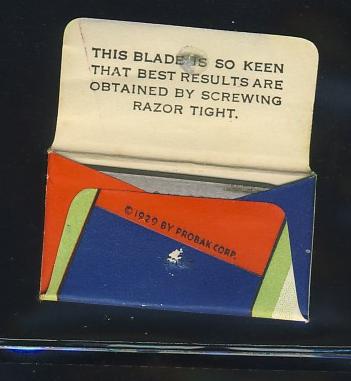 THIS BLADE IS SO KEEN
THAT BEST RESULTS ARE
OBTAINED BY SCREWING
RAZOR TIGHT.
© 1929 BY PROBAK CORP.